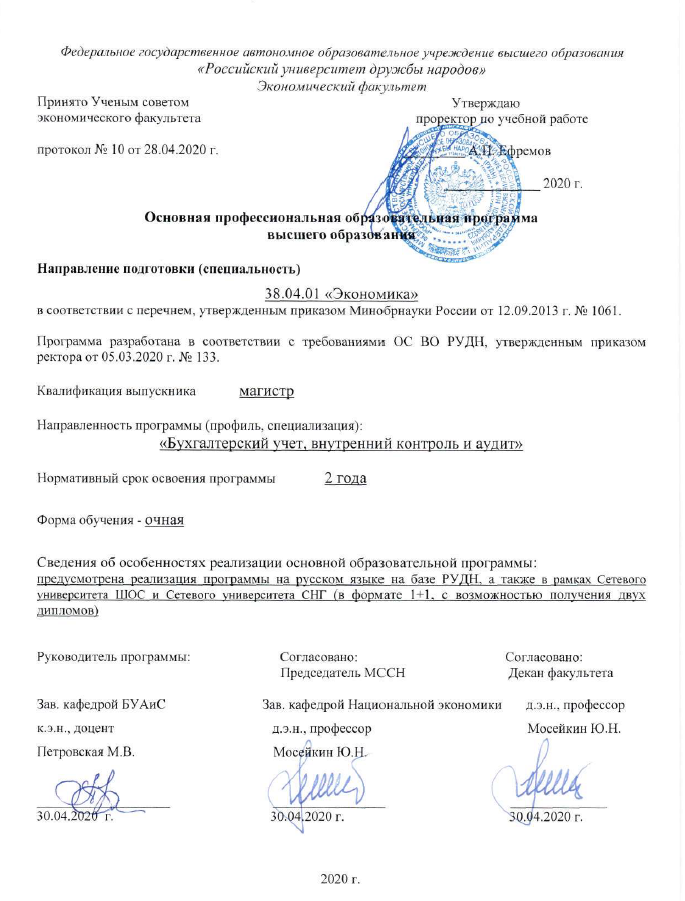 Федеральное государственное автономное образовательное учреждение высшего образования
«Российский университет дружбы народов»
Экономический факультет
Принято Ученым советом
экономического факультета
протокол № 10 от 28.04.2020 г.
Утверждаю
проректор по учебной работе
А.П. Ефремов
2020 г.
Основная профессиональная образовательная программа
высшего образования
Направление подготовки (специальность)
38.04.01 «Экономика»
в соответствии с перечнем, утвержденным приказом Минобрнауки России от 12.09.2013 г. № 1061.
Программа разработана в соответствии с требованиями ОС ВО РУДН, утвержденным приказом
ректора от 05.03.2020 г. № 133.
Квалификация выпускника магистр
Направленность программы (профиль, специализация):
«Бухгалтерский учет, внутренний контроль и аудит»
Нормативный срок освоения программы 2 года
Форма обучения - очная
Сведения об особенностях реализации основной образовательной программы:
предусмотрена реализация программы на русском языке на базе РУДН, а также в рамках Сетевого
университета ШОС и Сетевого университета СНГ (в формате 1+1, с возможностью получения двух
дипломов)
Руководитель программы: Согласовано: Согласовано:
Председатель МССН Декан факультета
Зав. кафедрой БУАиС Зав. кафедрой Национальной экономики д.э.н., профессор
к.э.н., доцент д.э.н., профессор Мосейкин Ю.Н.
Петровская М.В. Мосейкин Ю.Н.
30.04.2020 г. 30.04.2020 г. 30.04.2020 г.
2020 г.